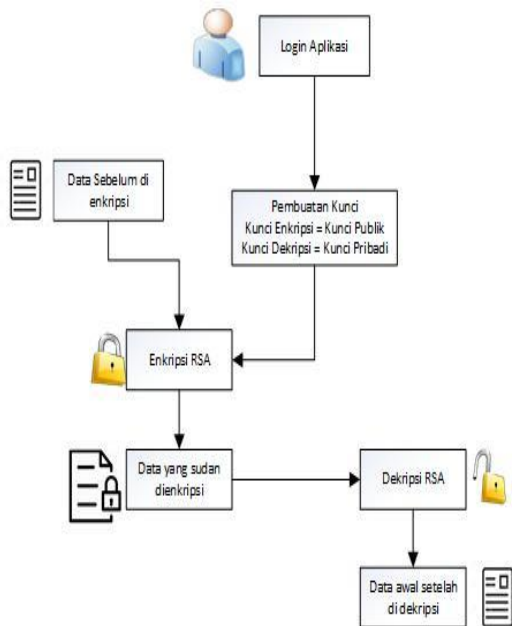 Login Aplikasi
Data Sebelum di
enkripsi
Pembuatan Kunci
Kunci Enkripsi = Kunci Publik
Kunci Dekripsi = Kunci Pribadi
Enkripsi RSA
Data yang sudan
dienkripsi
Dekripsi RSA
Data awal setelah
di dekripsi